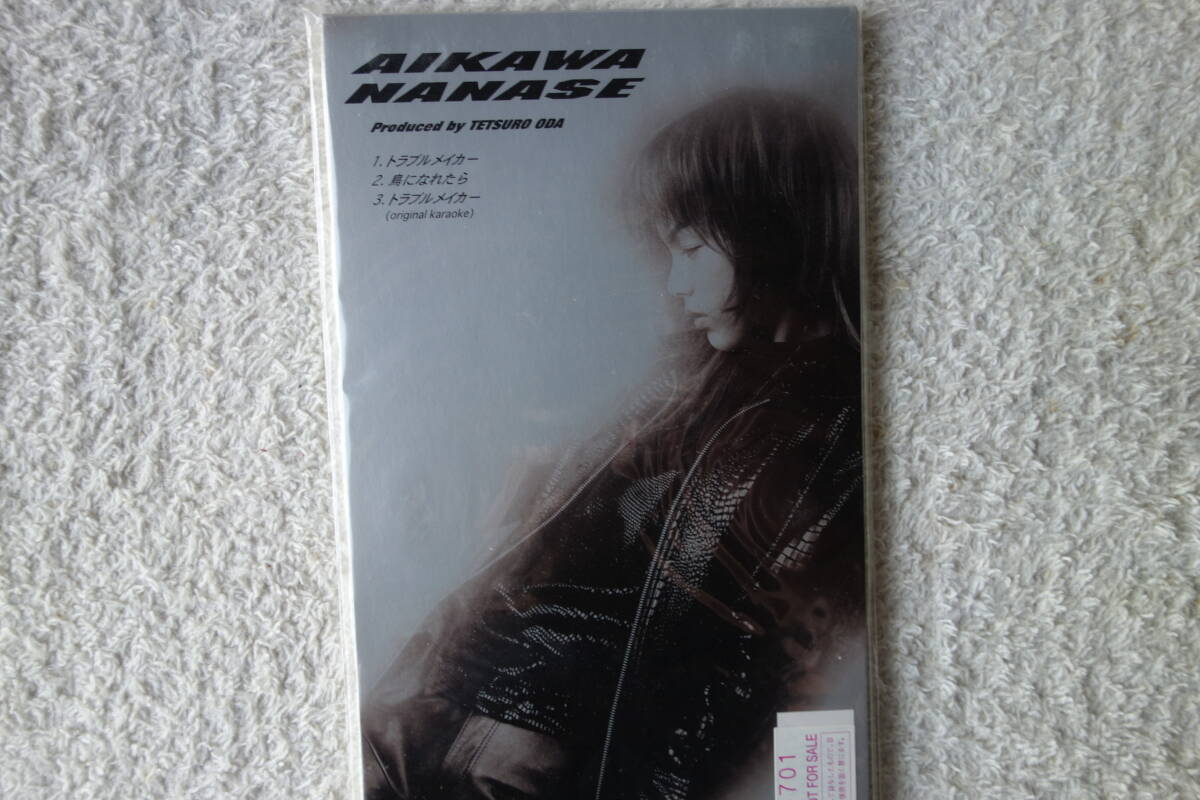 AIKAWA
NANASE
Produced by TETSURO ODA
1. トラブルメイカー
2. 鳥になれたら
3. トラブルメイカー
(original karaoke)
701
OT FOR SALE